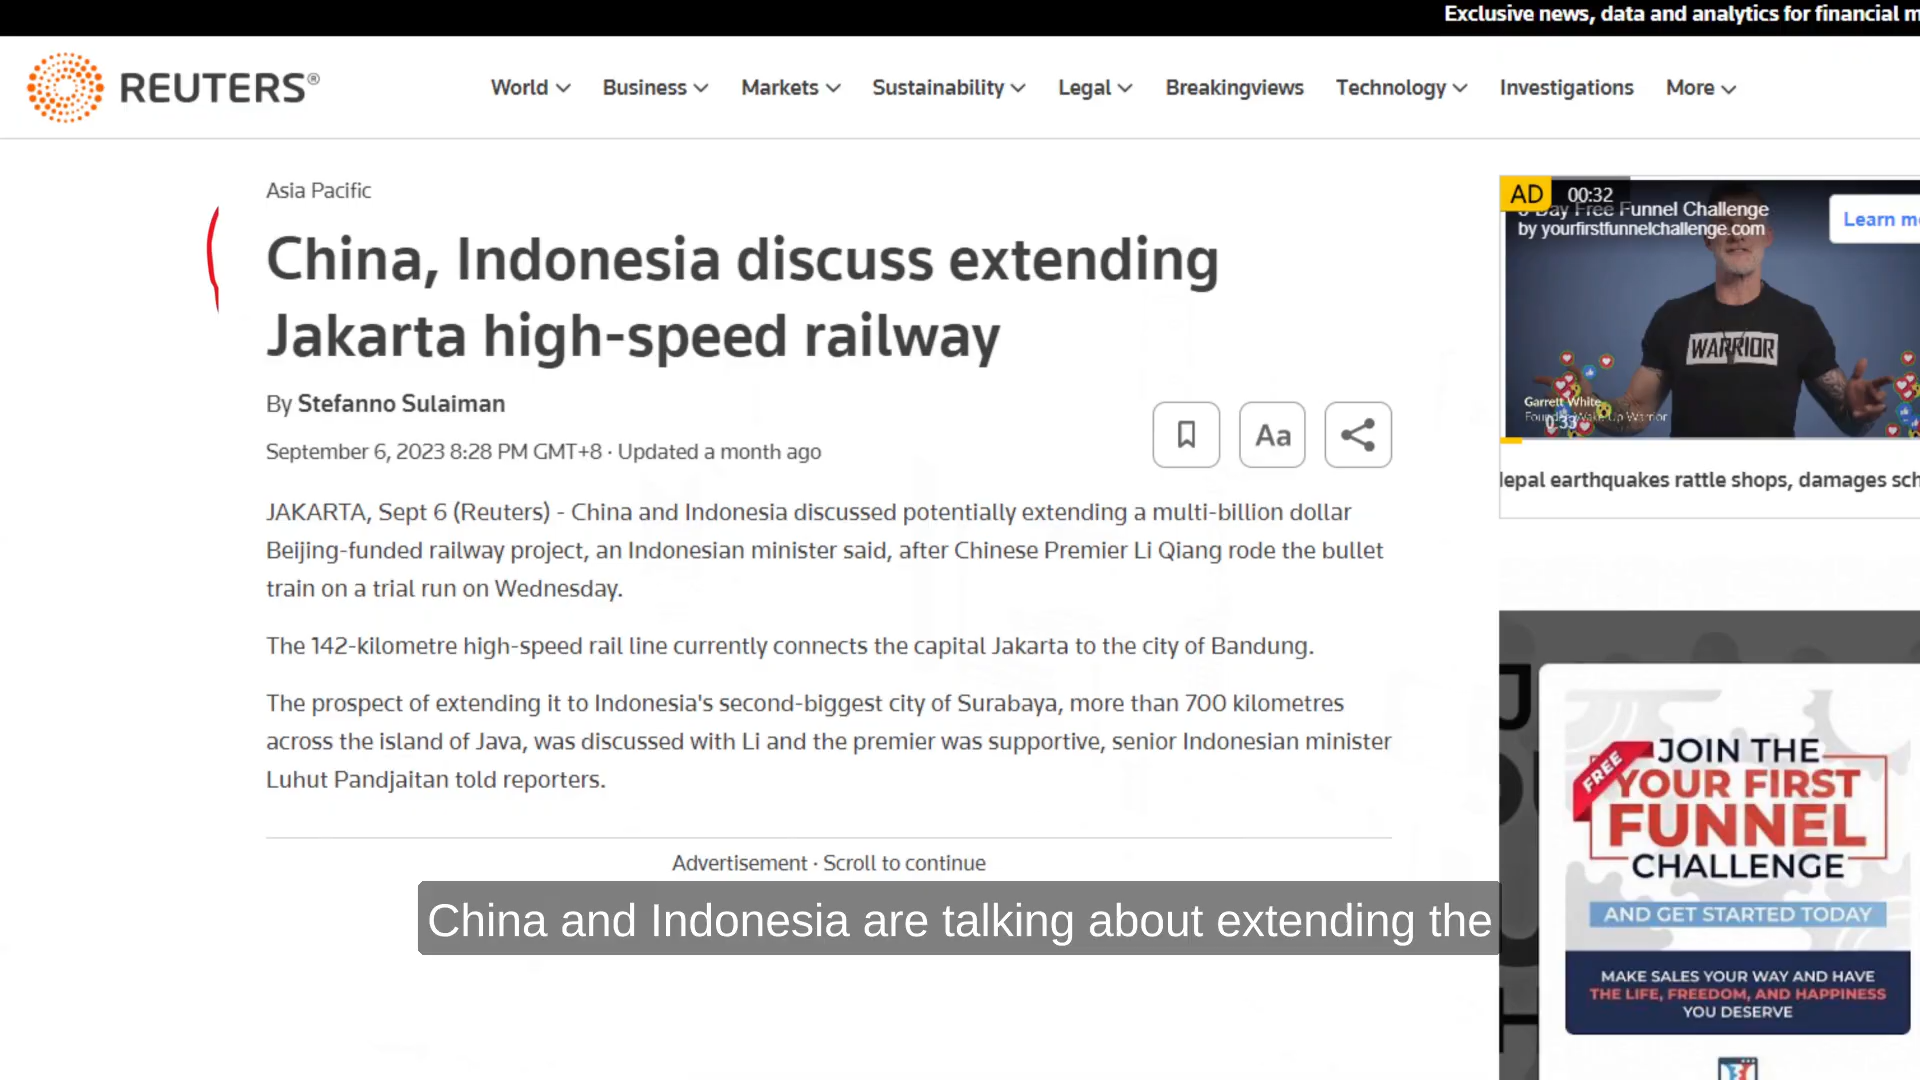 Exclusive news, data and analytics for financial m
REUTERS®
World Business Markets Sustainability Legal Breakingviews Technology Investigations More
Asia Pacific
China, Indonesia discuss extending
Jakarta high-speed railway
By Stefanno Sulaiman
September 6, 2023 8:28 PM GMT+8 · Updated a month ago
Aa
JAKARTA, Sept 6 (Reuters) - China and Indonesia discussed potentially extending a multi-billion dollar
Beijing-funded railway project, an Indonesian minister said, after Chinese Premier Li Qiang rode the bullet
train on a trial run on Wednesday.
The 142-kilometre high-speed rail line currently connects the capital Jakarta to the city of Bandung.
The prospect of extending it to Indonesia's second-biggest city of Surabaya, more than 700 kilometres
across the island of Java, was discussed with Li and the premier was supportive, senior Indonesian minister
Luhut Pandjaitan told reporters.
Advertisement · Scroll to continue
China and Indonesia are talking about extending the
AD 00:32
Day Free Funnel Challenge
by yourfirstfunnelchallenge.com
Learn m
WARRIOR
Garrett White
0:33
epal earthquakes rattle shops, damages sch
FREE
JOIN THE
YOUR FIRST
FUNNEL
CHALLENGE
AND GET STARTED TODAY
MAKE SALES YOUR WAY AND HAVE
THE LIFE, FREEDOM, AND HAPPINESS
YOU DESERVE